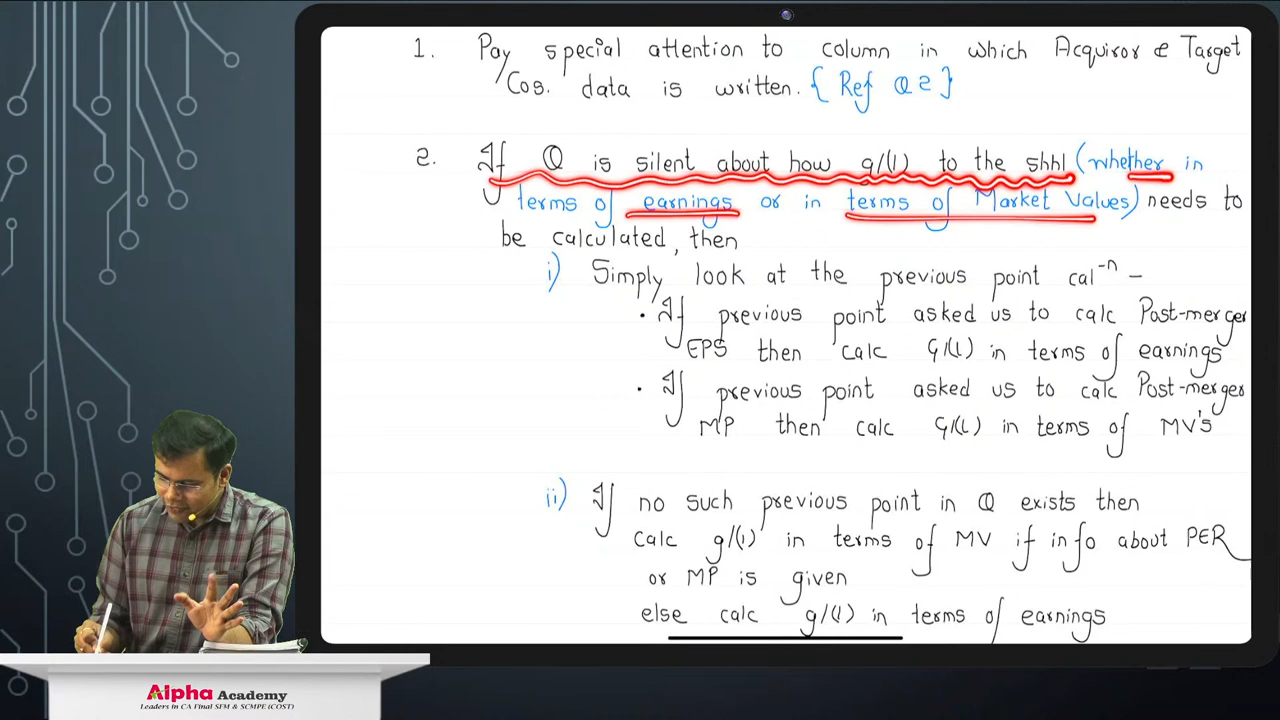 1. Pay special attention to column in which Acquiror & Target
Cos. data is written. { Ref Q2 }
2. If Q is silent about how g/(l) to the shhl (whether in
terms of earnings or in terms of Market Values) needs to
be calculated, then
i) Simply look at the previous point cal⁻ⁿ –
• If previous point asked us to calc Post-merger
EPS then calc G/(L) in terms of earnings
• If previous point asked us to calc Post-merger
MP then calc G/(L) in terms of MV's
ii) If no such previous point in Q exists then
calc g/(l) in terms of MV if info about PER
or MP is given
else calc g/(l) in terms of earnings
Alpha Academy
Leaders in CA Final SFM & SCMPE (COST)